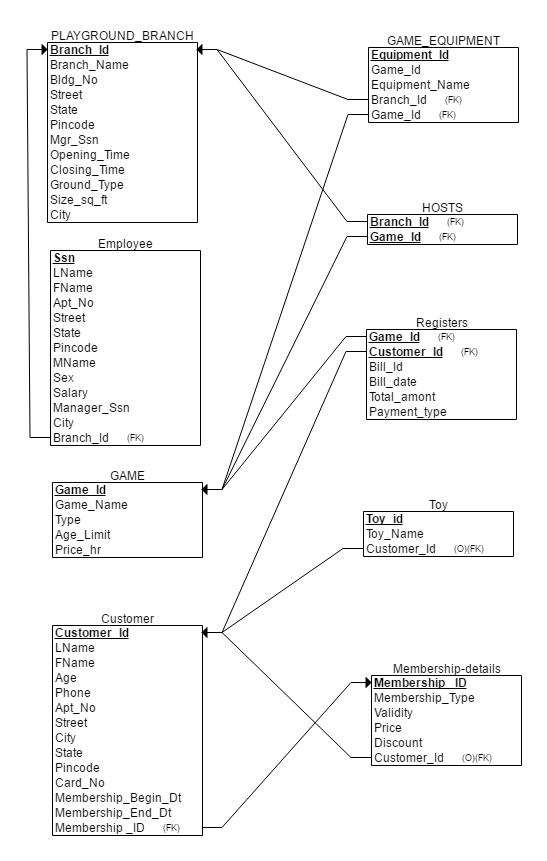 PLAYGROUND_BRANCH
Branch_Id
Branch_Name
Bldg_No
Street
State
Pincode
Mgr_Ssn
Opening_Time
Closing_Time
Ground_Type
Size_sq_ft
City
Employee
Ssn
LName
FName
Apt_No
Street
State
Pincode
MName
Sex
Salary
Manager_Ssn
City
Branch_Id (FK)
GAME
Game_Id
Game_Name
Type
Age_Limit
Price_hr
Customer
Customer_Id
LName
FName
Age
Phone
Apt_No
Street
City
State
Pincode
Card_No
Membership_Begin_Dt
Membership_End_Dt
Membership _ID (FK)
GAME_EQUIPMENT
Equipment_Id
Game_Id
Equipment_Name
Branch_Id (FK)
Game_Id (FK)
HOSTS
Branch_Id (FK)
Game_Id (FK)
Registers
Game_Id (FK)
Customer_Id (FK)
Bill_Id
Bill_date
Total_amont
Payment_type
Toy
Toy_id
Toy_Name
Customer_Id (O)(FK)
Membership-details
Membership _ID
Membership_Type
Validity
Price
Discount
Customer_Id (O)(FK)